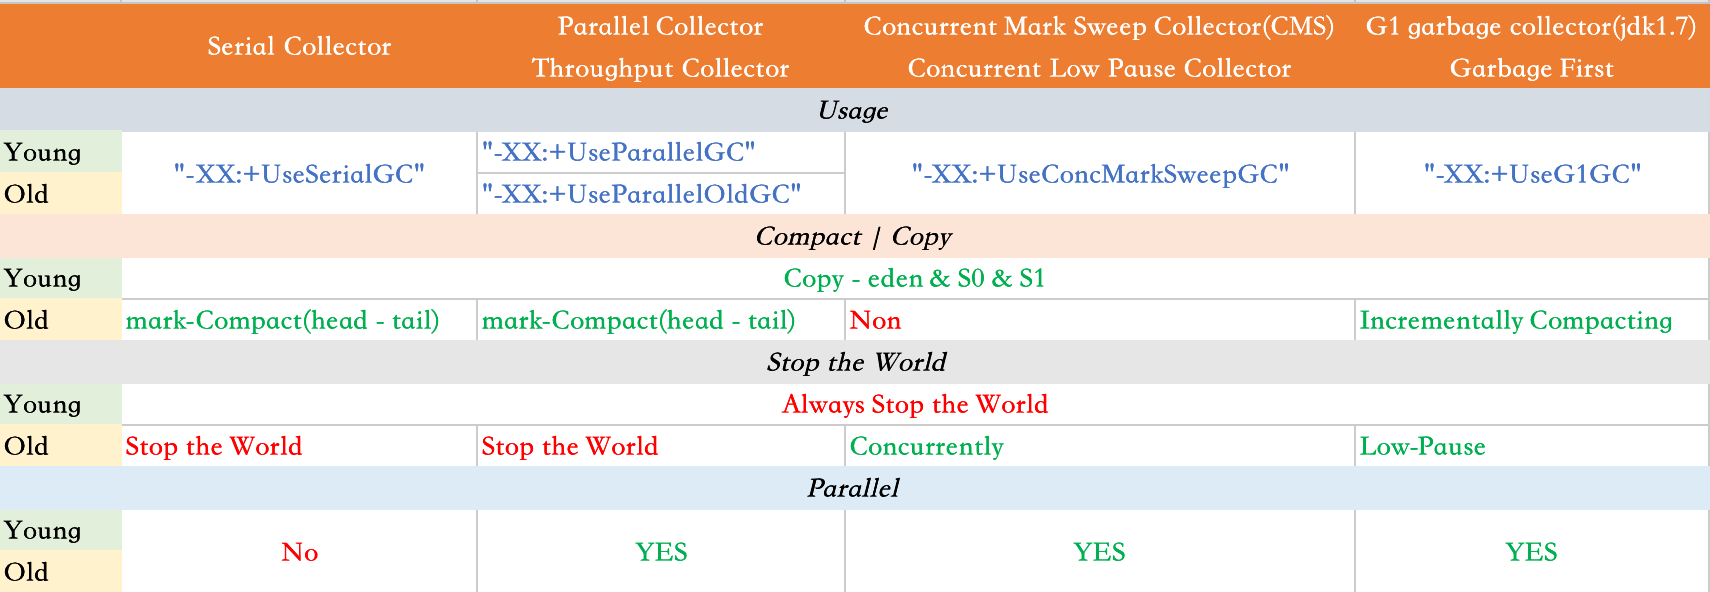 Serial Collector
Parallel Collector
Throughput Collector
Concurrent Mark Sweep Collector(CMS)
Concurrent Low Pause Collector
G1 garbage collector(jdk1.7)
Garbage First
Usage
Young
Old
"-XX:+UseSerialGC"
"-XX:+UseParallelGC"
"-XX:+UseParallelOldGC"
"-XX:+UseConcMarkSweepGC"
"-XX:+UseG1GC"
Compact | Copy
Young
Copy - eden & S0 & S1
Old
mark-Compact(head - tail)
mark-Compact(head - tail)
Non
Incrementally Compacting
Stop the World
Young
Always Stop the World
Old
Stop the World
Stop the World
Concurrently
Low-Pause
Parallel
Young
Old
No
YES
YES
YES